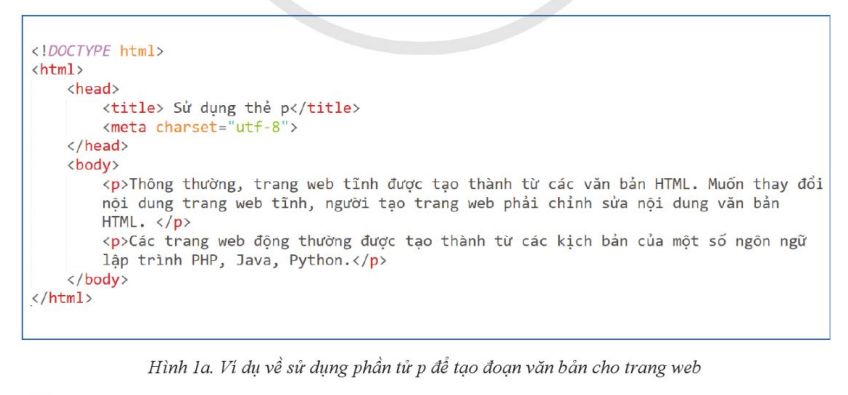 <!DOCTYPE html>
<html>
<head>
<title> Sử dụng thẻ p</title>
<meta charset="utf-8">
</head>
<body>
<p>Thông thường, trang web tĩnh được tạo thành từ các văn bản HTML. Muốn thay đổi
nội dung trang web tĩnh, người tạo trang web phải chỉnh sửa nội dung văn bản
HTML. </p>
<p>Các trang web động thường được tạo thành từ các kịch bản của một số ngôn ngữ
lập trình PHP, Java, Python.</p>
</body>
</html>
Hình 1a. Ví dụ về sử dụng phần tử p để tạo đoạn văn bản cho trang web